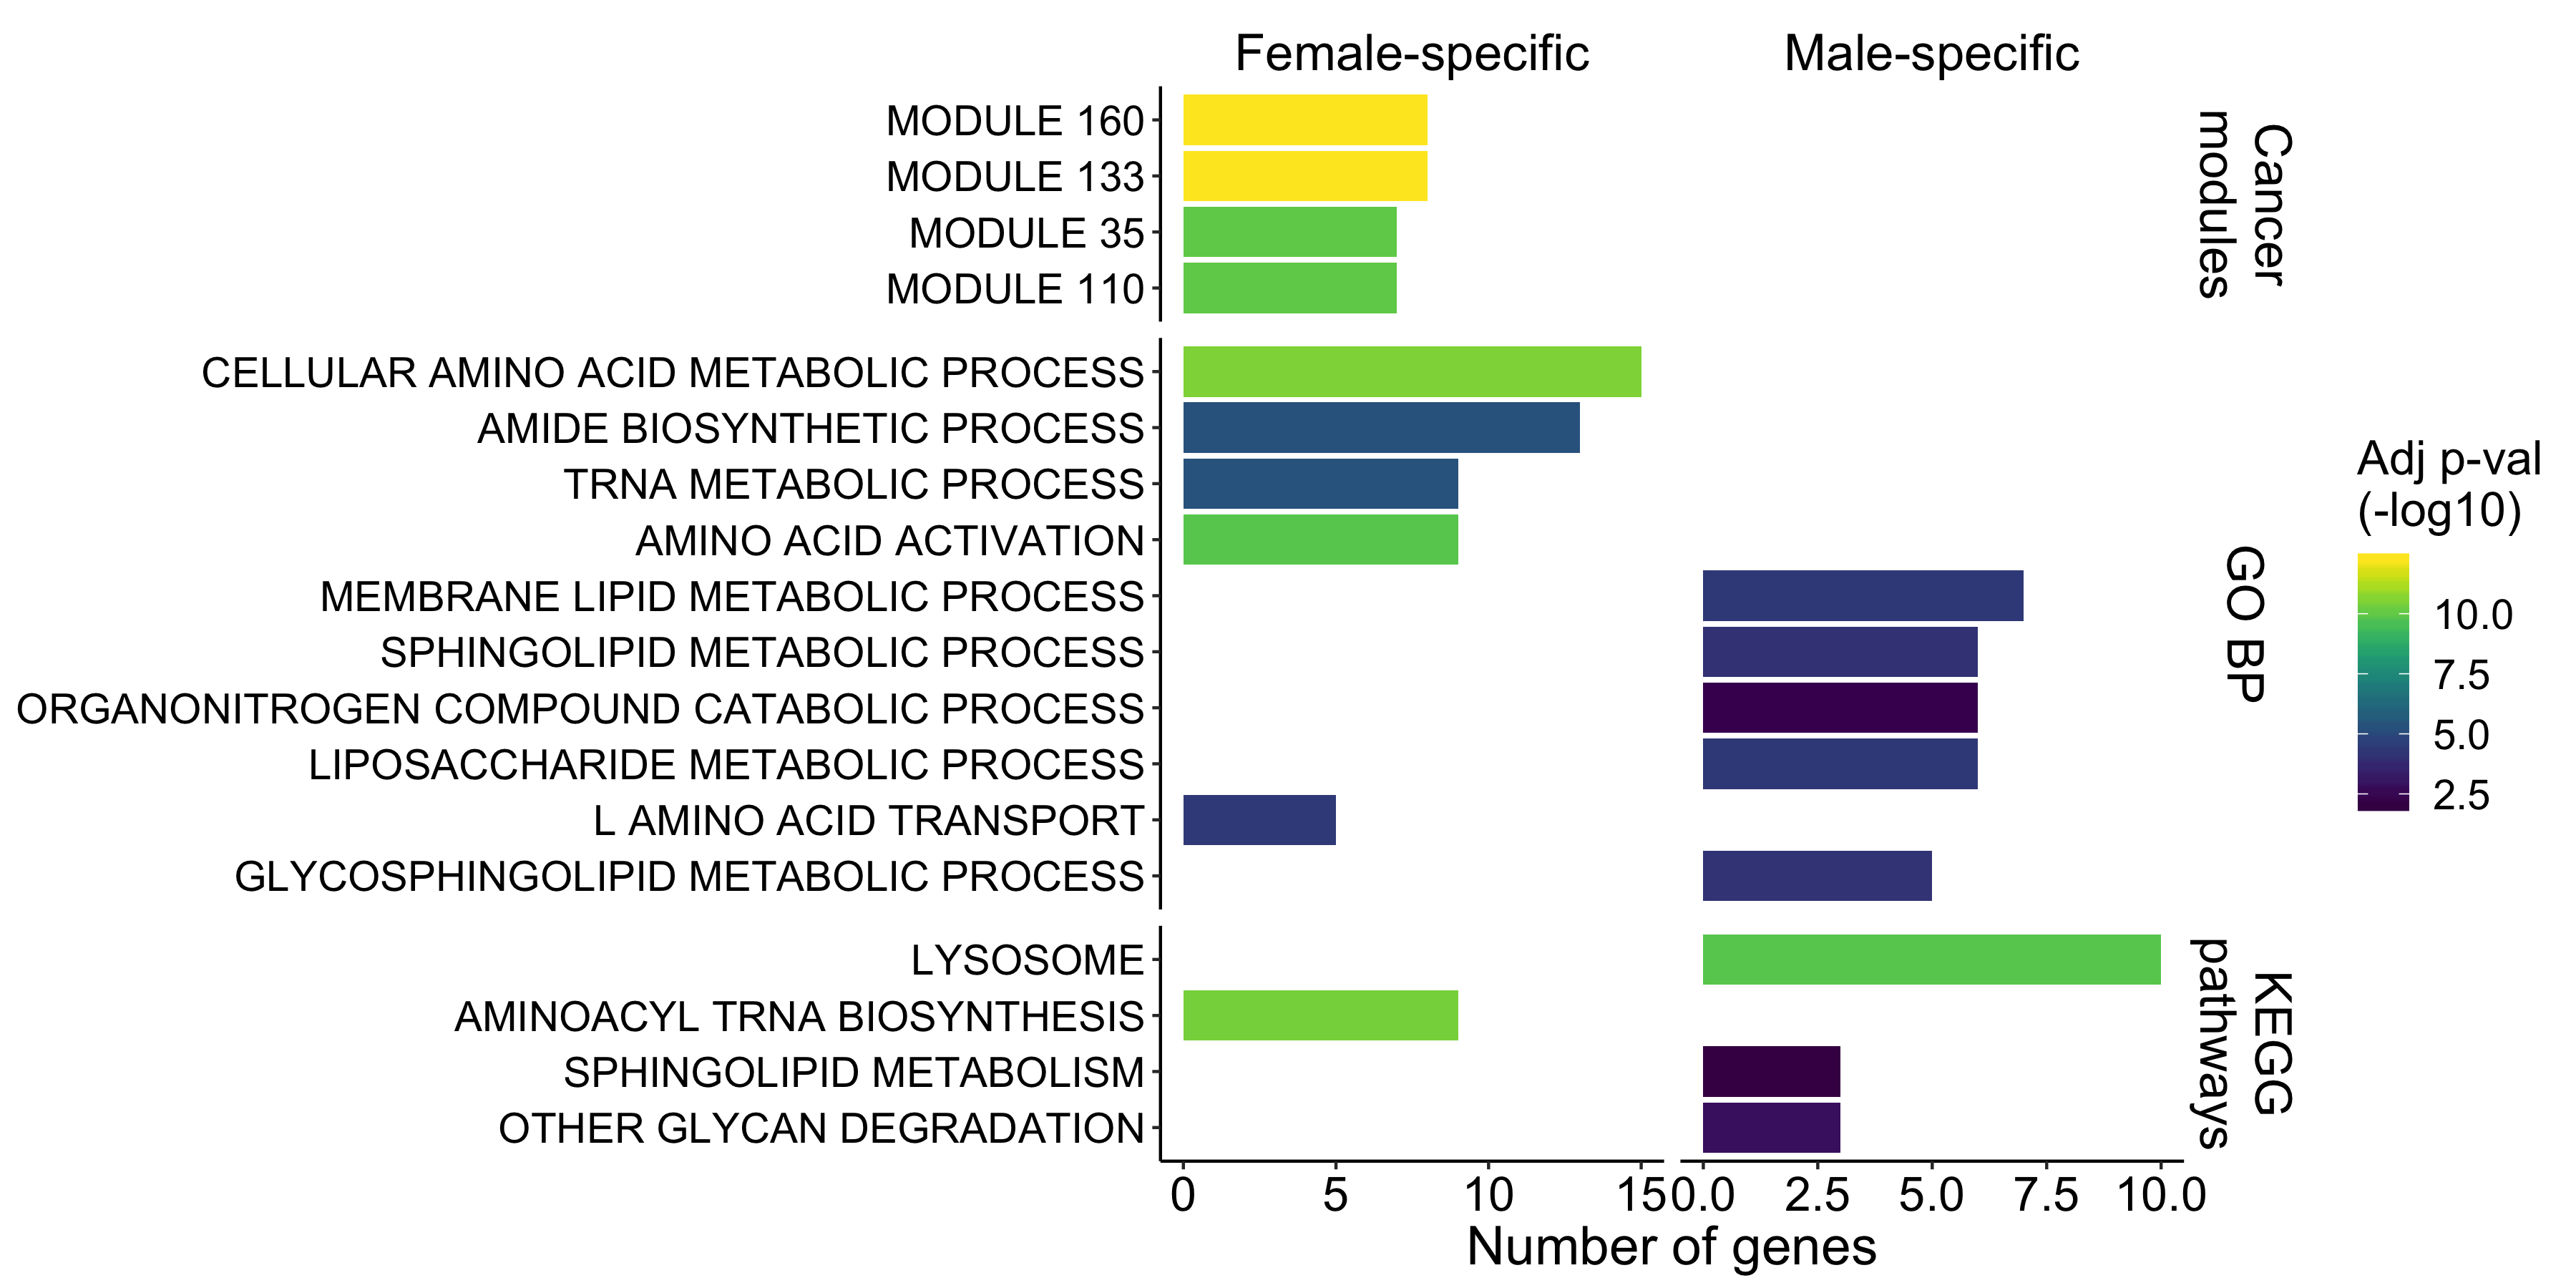 Female-specific
Male-specific
MODULE 160
MODULE 133
MODULE 35
MODULE 110
Cancer
modules
CELLULAR AMINO ACID METABOLIC PROCESS
AMIDE BIOSYNTHETIC PROCESS
TRNA METABOLIC PROCESS
AMINO ACID ACTIVATION
MEMBRANE LIPID METABOLIC PROCESS
SPHINGOLIPID METABOLIC PROCESS
ORGANONITROGEN COMPOUND CATABOLIC PROCESS
LIPOSACCHARIDE METABOLIC PROCESS
L AMINO ACID TRANSPORT
GLYCOSPHINGOLIPID METABOLIC PROCESS
GO BP
LYSOSOME
AMINOACYL TRNA BIOSYNTHESIS
SPHINGOLIPID METABOLISM
OTHER GLYCAN DEGRADATION
KEGG
pathways
0 5 10 15
0.0 2.5 5.0 7.5 10.0
Number of genes
Adj p-val
(-log10)
10.0
7.5
5.0
2.5